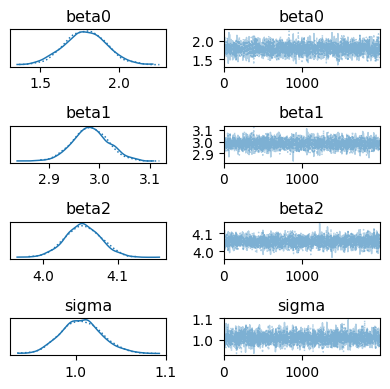 beta0 beta0
2.0
1.5
1.5 2.0 0 1000
beta1 beta1
3.1
3.0
2.9
2.9 3.0 3.1 0 1000
beta2 beta2
4.1
4.0
4.0 4.1 0 1000
sigma sigma
1.1
1.0
1.0 1.1 0 1000